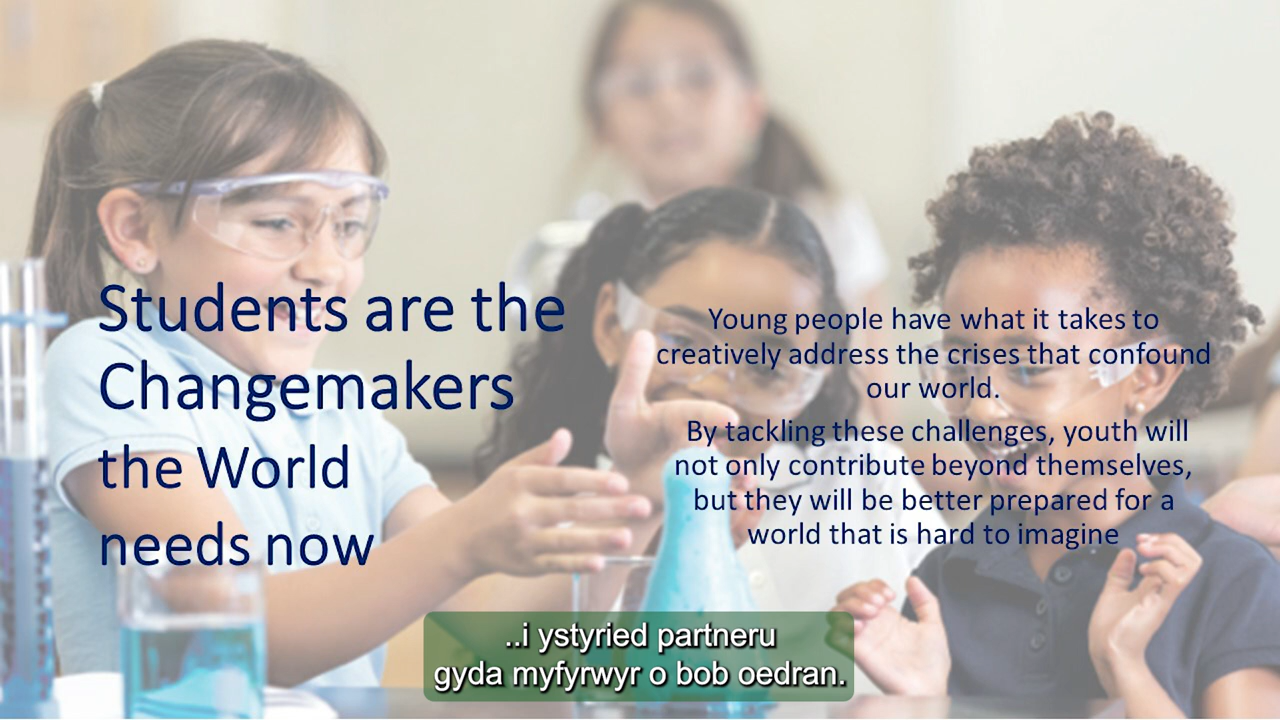 Students are the
Changemakers
the World
needs now
Young people have what it takes to
creatively address the crises that confound
our world.
By tackling these challenges, youth will
not only contribute beyond themselves,
but they will be better prepared for a
world that is hard to imagine
..i ystyried partneru
gyda myfyrwyr o bob oedran.